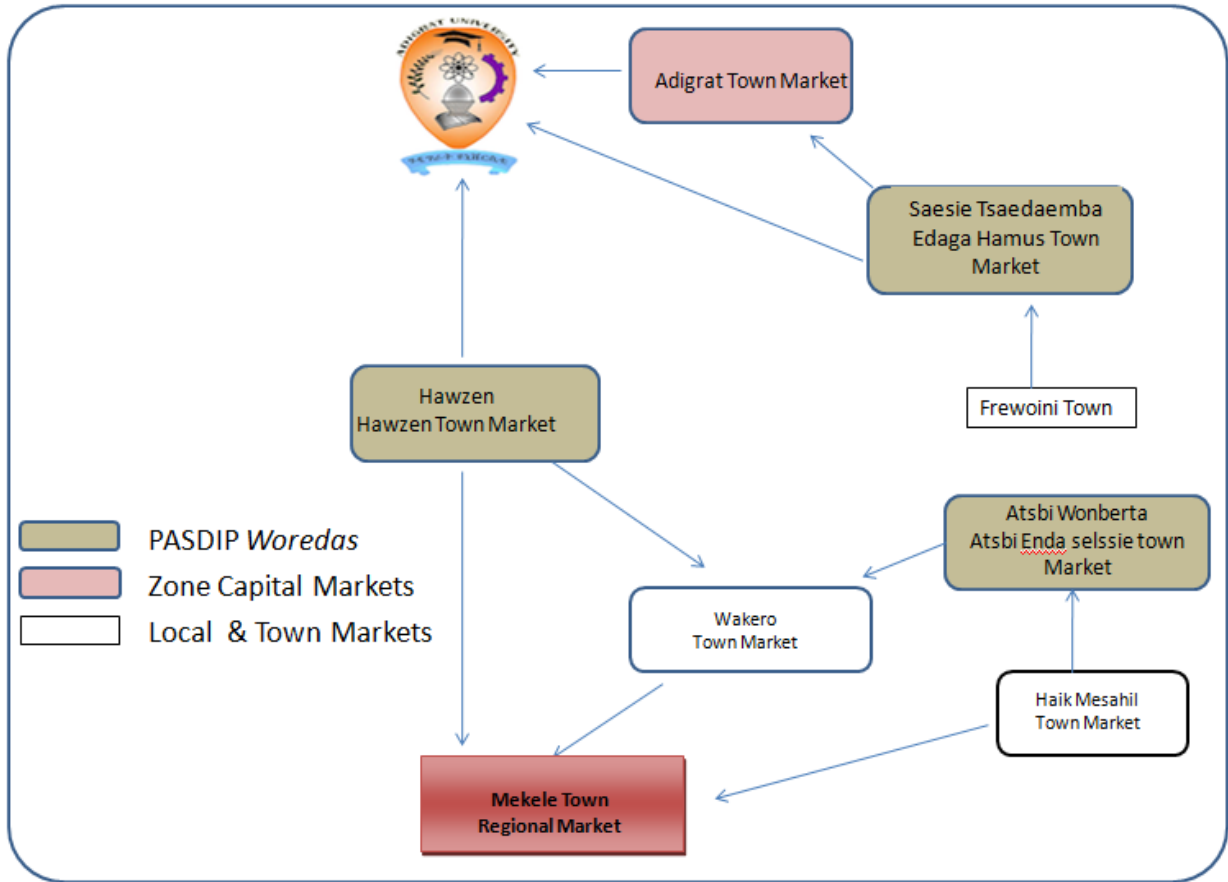 ADIGRAT UNIVERSITY
Adigrat Town Market
Saesie Tsaedaemba
Edaga Hamus Town
Market
Frewoini Town
Hawzen
Hawzen Town Market
PASDIP Woredas
Zone Capital Markets
Local & Town Markets
Atsbi Wonberta
Atsbi Enda selssie town
Market
Wakero
Town Market
Haik Mesahil
Town Market
Mekele Town
Regional Market